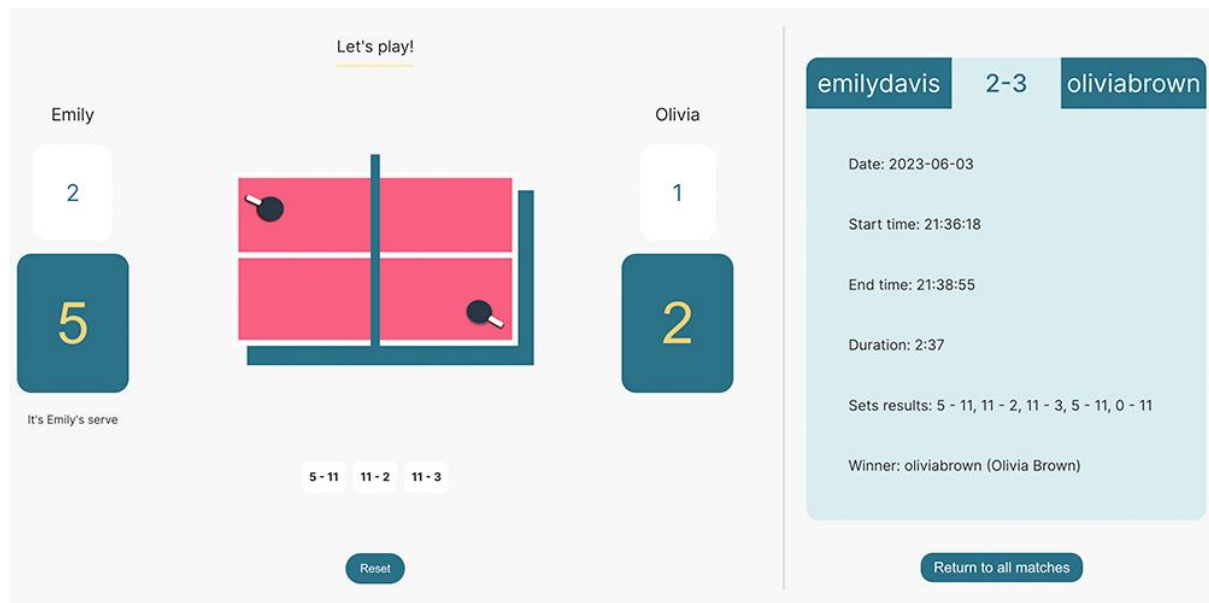 Let's play!
Emily
Olivia
2
1
5
2
It's Emily's serve
5 - 11 11 - 2 11 - 3
Reset
emilydavis 2-3 oliviabrown
Date: 2023-06-03
Start time: 21:36:18
End time: 21:38:55
Duration: 2:37
Sets results: 5 - 11, 11 - 2, 11 - 3, 5 - 11, 0 - 11
Winner: oliviabrown (Olivia Brown)
Return to all matches